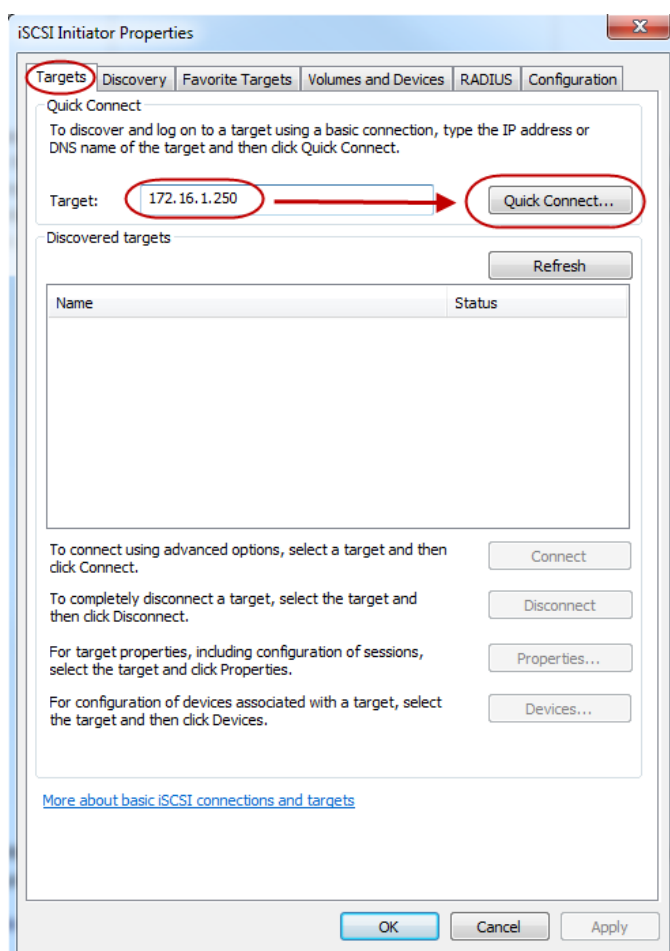 iSCSI Initiator Properties
Targets Discovery Favorite Targets Volumes and Devices RADIUS Configuration
Quick Connect
To discover and log on to a target using a basic connection, type the IP address or
DNS name of the target and then click Quick Connect.
Target: 172.16.1.250 Quick Connect...
Discovered targets
Refresh
Name Status
To connect using advanced options, select a target and then
click Connect.
Connect
To completely disconnect a target, select the target and
then click Disconnect.
Disconnect
For target properties, including configuration of sessions,
select the target and click Properties.
Properties...
For configuration of devices associated with a target, select
the target and then click Devices.
Devices...
More about basic iSCSI connections and targets
OK Cancel Apply